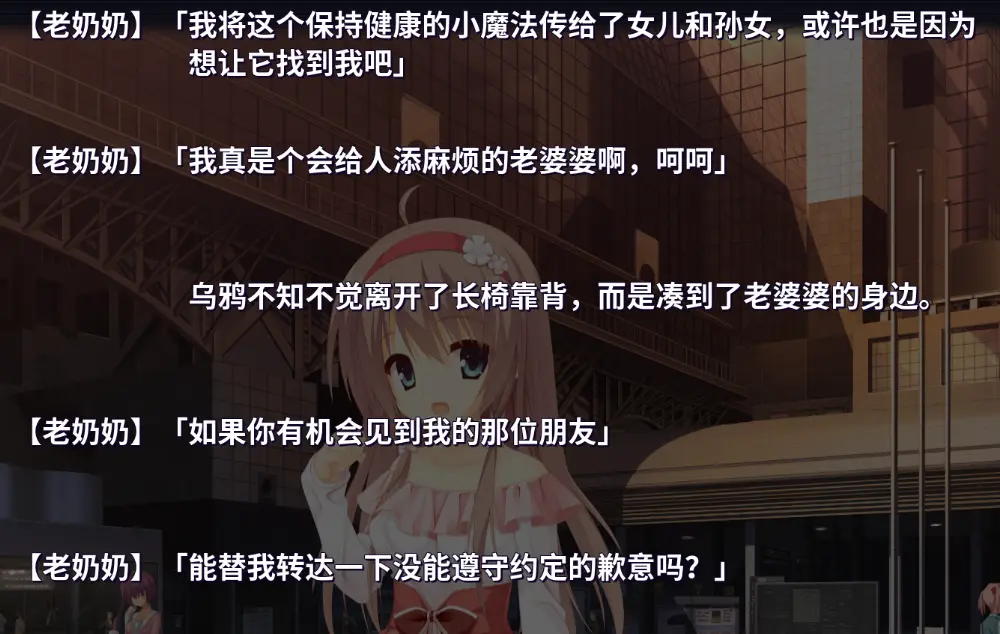 【老奶奶】「我将这个保持健康的小魔法传给了女儿和孙女，或许也是因为
想让它找到我吧」
【老奶奶】「我真是个会给人添麻烦的老婆婆啊，呵呵」
乌鸦不知不觉离开了长椅靠背，而是凑到了老婆婆的身边。
【老奶奶】「如果你有机会见到我的那位朋友」
【老奶奶】「能替我转达一下没能遵守约定的歉意吗？」